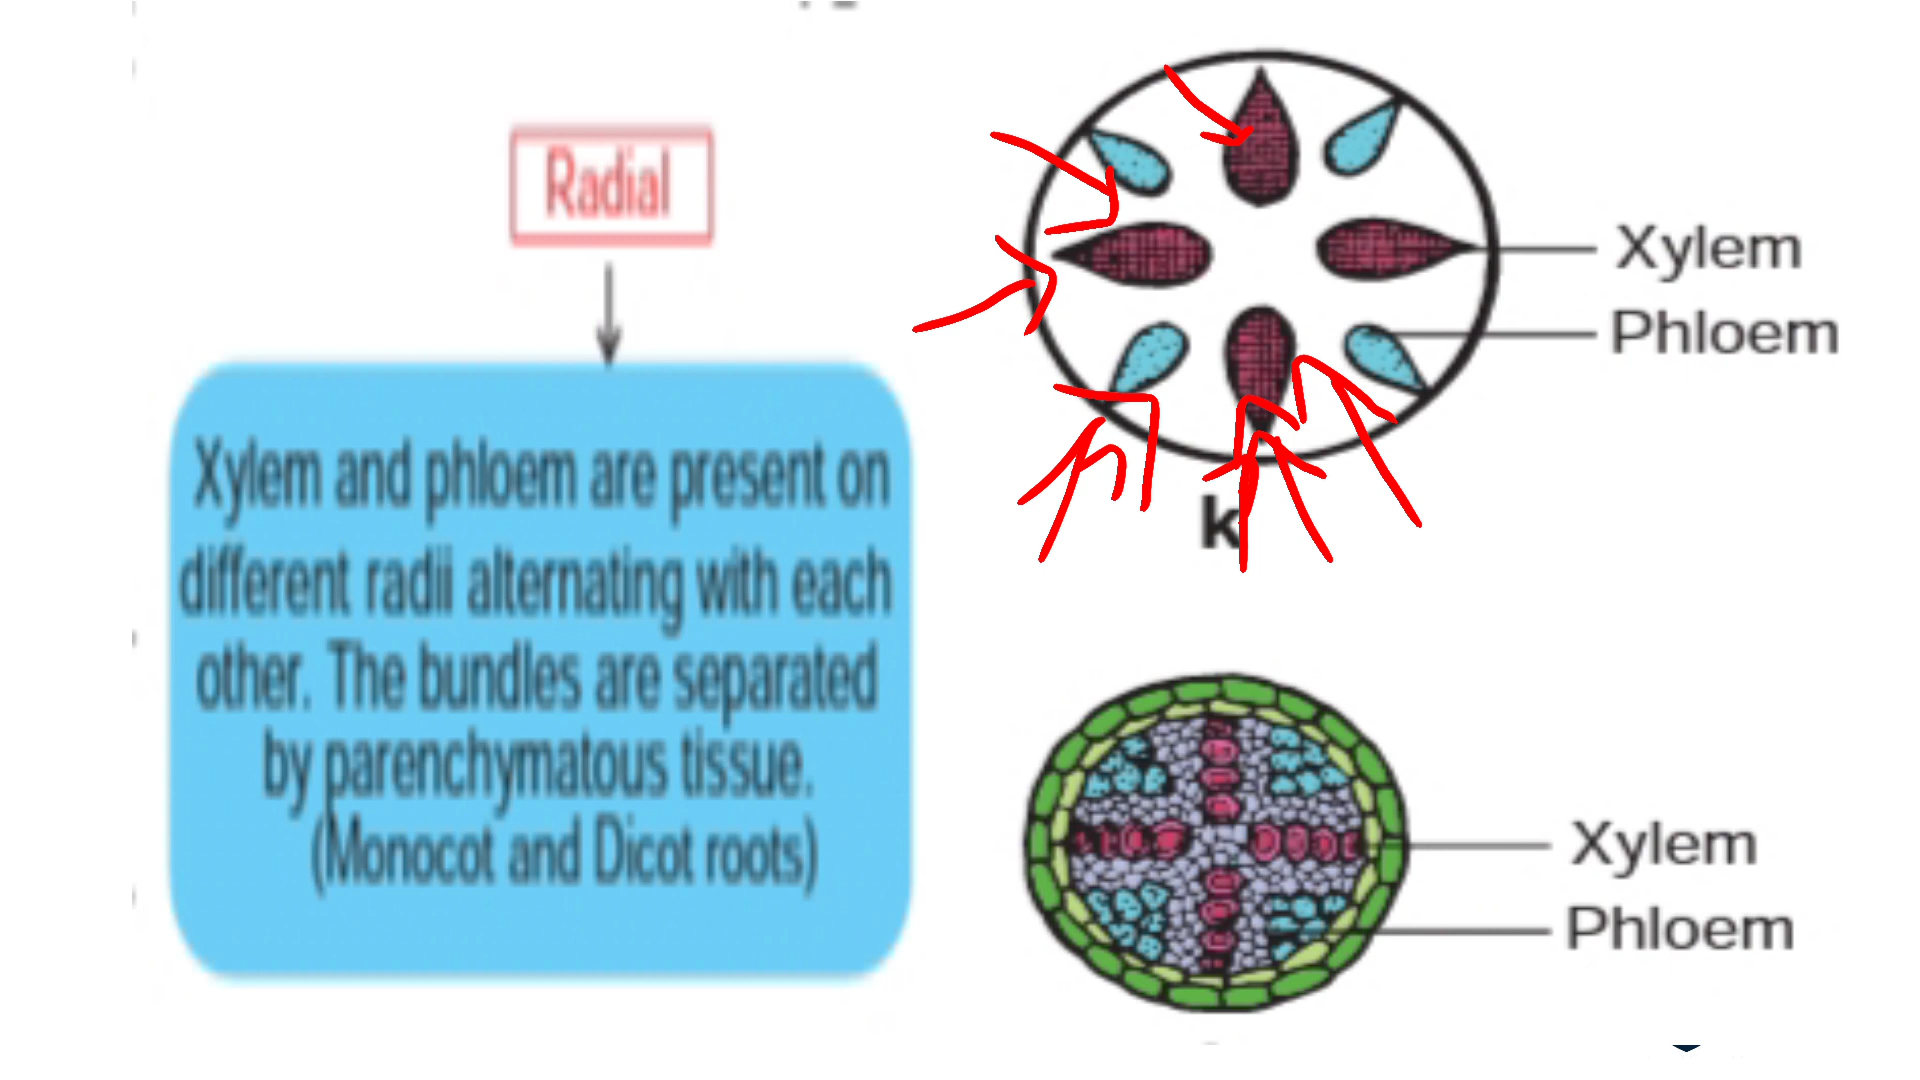 Radial
Xylem and phloem are present on
different radii alternating with each
other. The bundles are separated
by parenchymatous tissue.
(Monocot and Dicot roots)
Xylem
Phloem
k
Xylem
Phloem